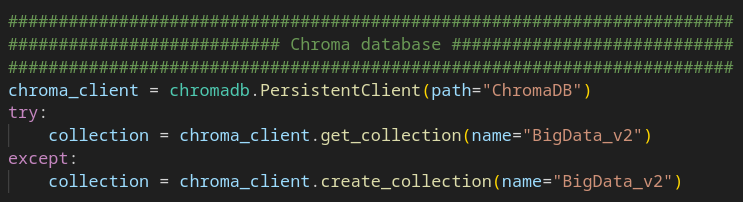 ########################################################################
########################### Chroma database ############################
########################################################################
chroma_client = chromadb.PersistentClient(path="ChromaDB")
try:
    collection = chroma_client.get_collection(name="BigData_v2")
except:
    collection = chroma_client.create_collection(name="BigData_v2")